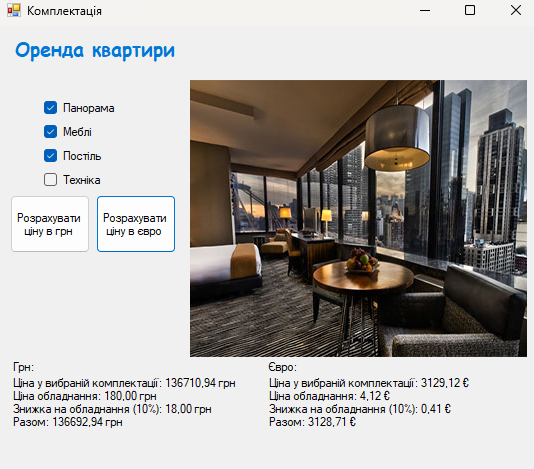 Комплектація
Оренда квартири
Панорама
Меблі
Постіль
Техніка
Розрахувати
ціну в грн
Розрахувати
ціну в євро
Грн:
Ціна у вибраній комплектації: 136710,94 грн
Ціна обладнання: 180,00 грн
Знижка на обладнання (10%): 18,00 грн
Разом: 136692,94 грн
Євро:
Ціна у вибраній комплектації: 3129,12 €
Ціна обладнання: 4,12 €
Знижка на обладнання (10%): 0,41 €
Разом: 3128,71 €